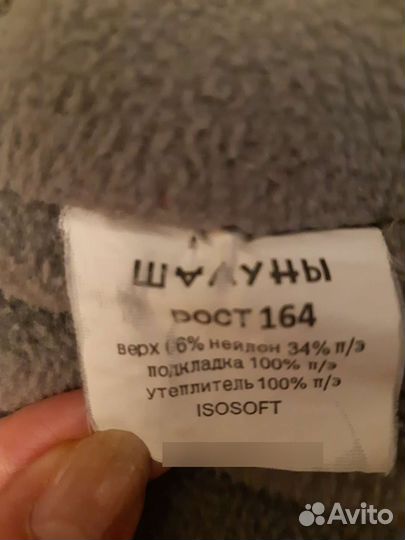 ШАЛУНЫ
РОСТ 164
верх 66% нейлон 34% п/э
подкладка 100% п/э
утеплитель 100% п/э
ISOSOFT
Avito